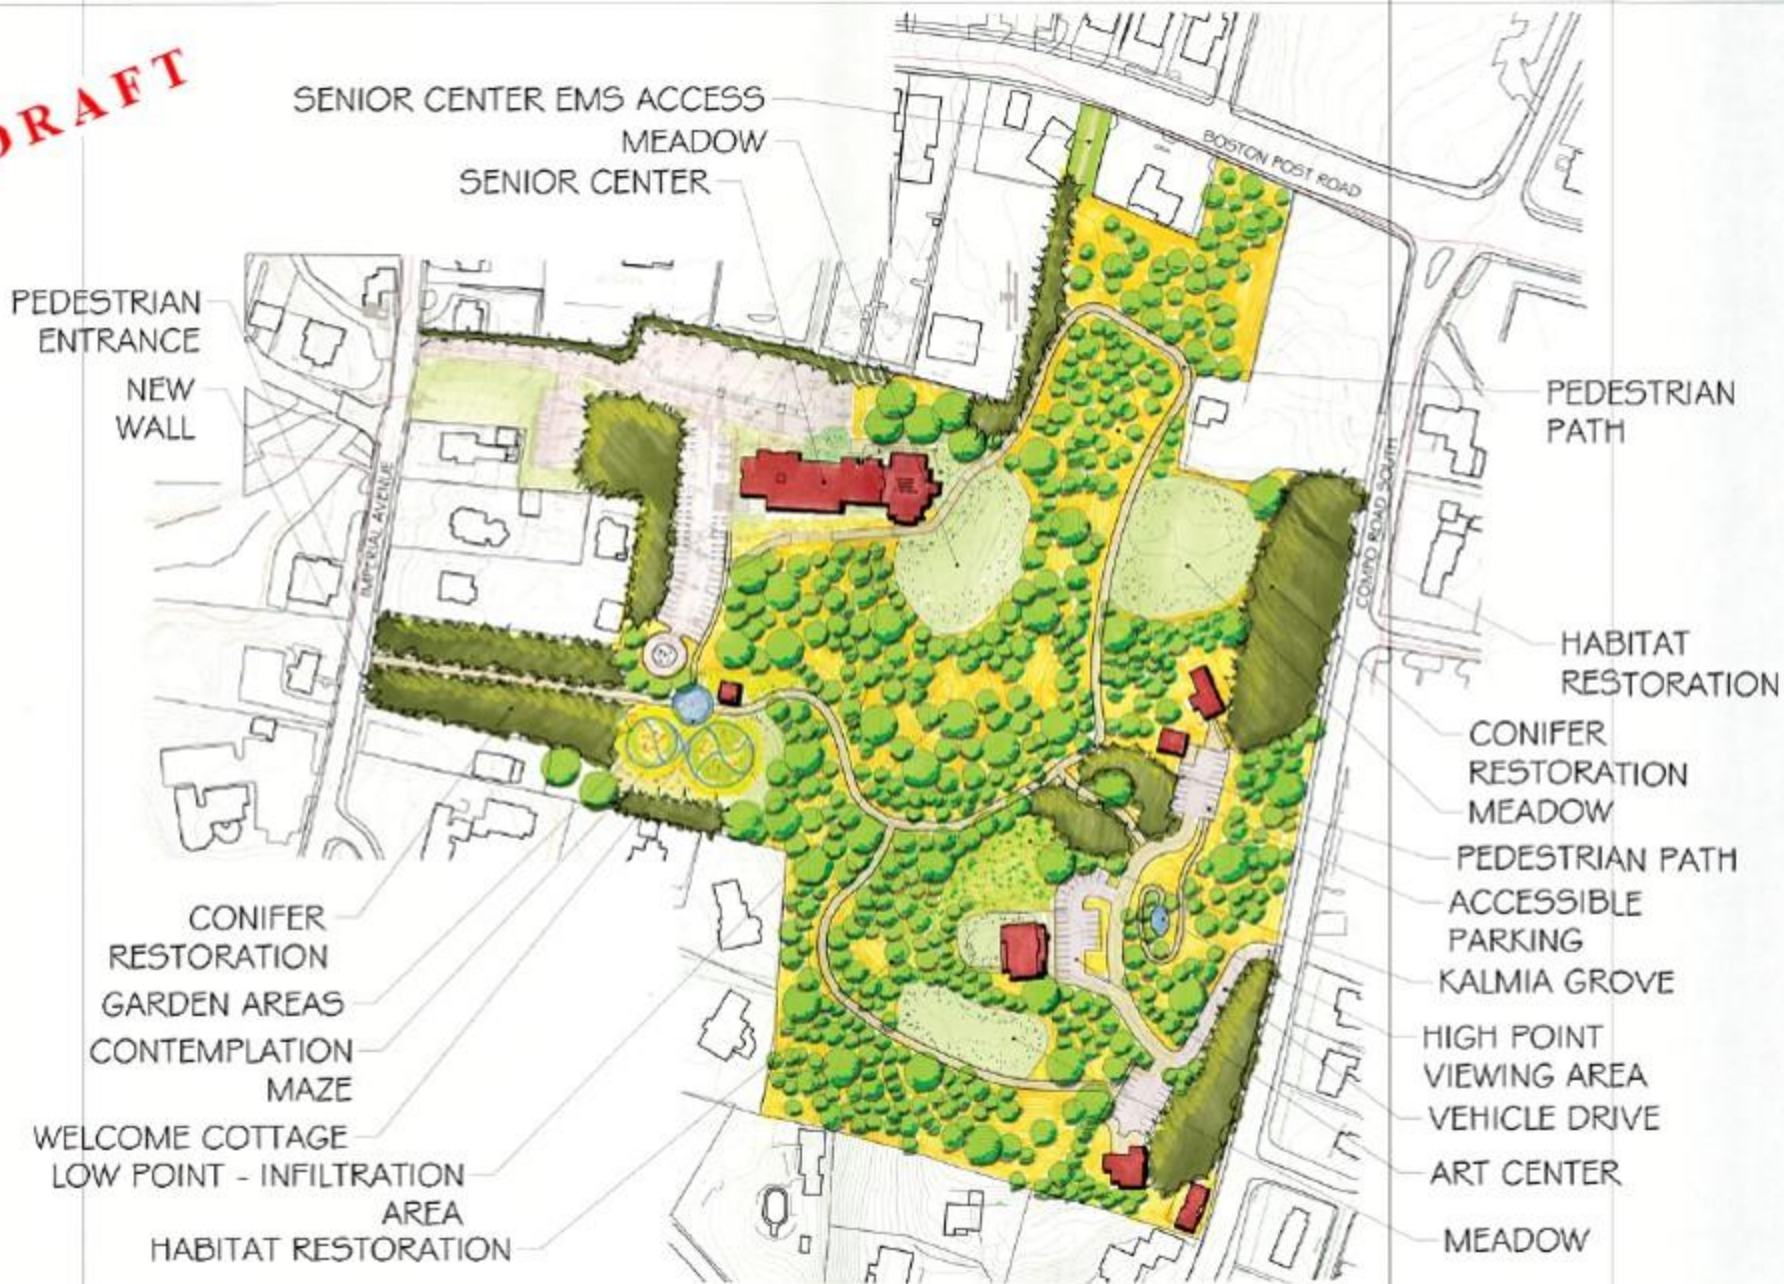 DRAFT
SENIOR CENTER EMS ACCESS
MEADOW
SENIOR CENTER
PEDESTRIAN
ENTRANCE
NEW
WALL
BOSTON POST ROAD
IMPERIAL AVENUE
COMPO ROAD SOUTH
PEDESTRIAN
PATH
HABITAT
RESTORATION
CONIFER
RESTORATION
MEADOW
PEDESTRIAN PATH
ACCESSIBLE
PARKING
KALMIA GROVE
HIGH POINT
VIEWING AREA
VEHICLE DRIVE
ART CENTER
MEADOW
CONIFER
RESTORATION
GARDEN AREAS
CONTEMPLATION
MAZE
WELCOME COTTAGE
LOW POINT - INFILTRATION
AREA
HABITAT RESTORATION